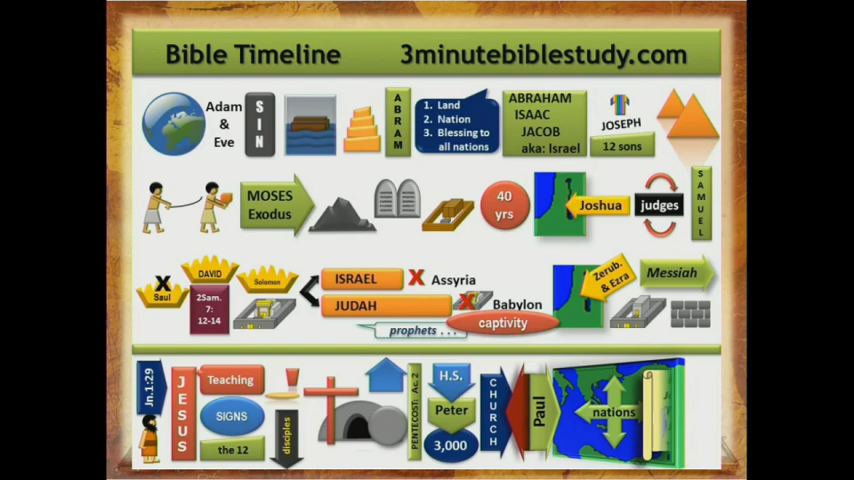 Bible Timeline 3minutebiblestudy.com
Adam
&
Eve
SIN
ABRAM
1. Land
2. Nation
3. Blessing to
all nations
ABRAHAM
ISAAC
JACOB
aka: Israel
JOSEPH
12 sons
MOSES
Exodus
40
yrs
Joshua
judges
SAMUEL
X
Saul
DAVID
Solomon
2Sam.
7:
12-14
ISRAEL
X
Assyria
JUDAH
X
Babylon
captivity
prophets . . .
Zerub.
& Ezra
Messiah
Jn.1:29
JESUS
Teaching
SIGNS
the 12
disciples
PENTECOST: Ac. 2
H.S.
Peter
3,000
CHURCH
Paul
nations